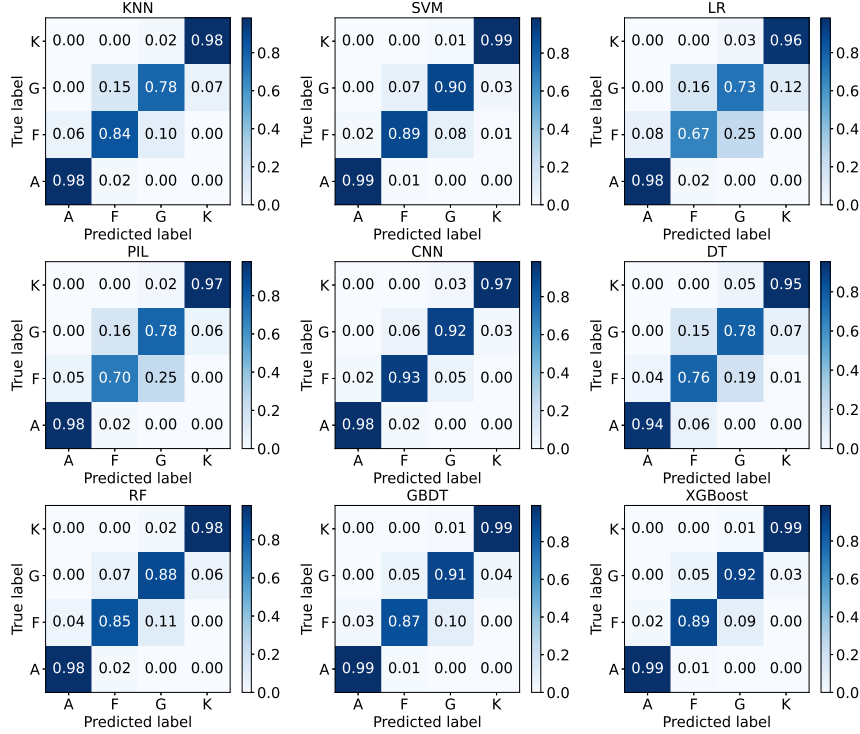 KNN SVM LR
K 0.00 0.00 0.02 0.98 0.8 K 0.00 0.00 0.01 0.99 0.8 K 0.00 0.00 0.03 0.96 0.8
G 0.00 0.15 0.78 0.07 0.6 G 0.00 0.07 0.90 0.03 0.6 G 0.00 0.16 0.73 0.12 0.6
True label True label True label
0.4 0.4 0.4
F 0.06 0.84 0.10 0.00 F 0.02 0.89 0.08 0.01 F 0.08 0.67 0.25 0.00
0.2 0.2 0.2
A 0.98 0.02 0.00 0.00 A 0.99 0.01 0.00 0.00 A 0.98 0.02 0.00 0.00
0.0 0.0 0.0
A F G K A F G K A F G K
Predicted label Predicted label Predicted label
PIL CNN DT
K 0.00 0.00 0.02 0.97 0.8 K 0.00 0.00 0.03 0.97 0.8 K 0.00 0.00 0.05 0.95 0.8
G 0.00 0.16 0.78 0.06 0.6 G 0.00 0.06 0.92 0.03 0.6 G 0.00 0.15 0.78 0.07 0.6
True label True label True label
0.4 0.4 0.4
F 0.05 0.70 0.25 0.00 F 0.02 0.93 0.05 0.00 F 0.04 0.76 0.19 0.01
0.2 0.2 0.2
A 0.98 0.02 0.00 0.00 A 0.98 0.02 0.00 0.00 A 0.94 0.06 0.00 0.00
0.0 0.0 0.0
A F G K A F G K A F G K
Predicted label Predicted label Predicted label
RF GBDT XGBoost
K 0.00 0.00 0.02 0.98 0.8 K 0.00 0.00 0.01 0.99 0.8 K 0.00 0.00 0.01 0.99 0.8
G 0.00 0.07 0.88 0.06 0.6 G 0.00 0.05 0.91 0.04 0.6 G 0.00 0.05 0.92 0.03 0.6
True label True label True label
0.4 0.4 0.4
F 0.04 0.85 0.11 0.00 F 0.03 0.87 0.10 0.00 F 0.02 0.89 0.09 0.00
0.2 0.2 0.2
A 0.98 0.02 0.00 0.00 A 0.99 0.01 0.00 0.00 A 0.99 0.01 0.00 0.00
0.0 0.0 0.0
A F G K A F G K A F G K
Predicted label Predicted label Predicted label